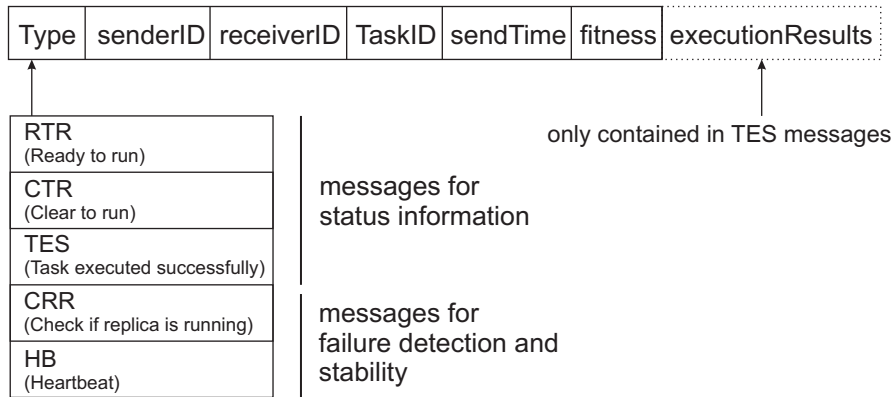 Type senderID receiverID TaskID sendTime fitness executionResults
RTR
(Ready to run)
CTR
(Clear to run)
TES
(Task executed successfully)
CRR
(Check if replica is running)
HB
(Heartbeat)
messages for
status information
messages for
failure detection and
stability
only contained in TES messages